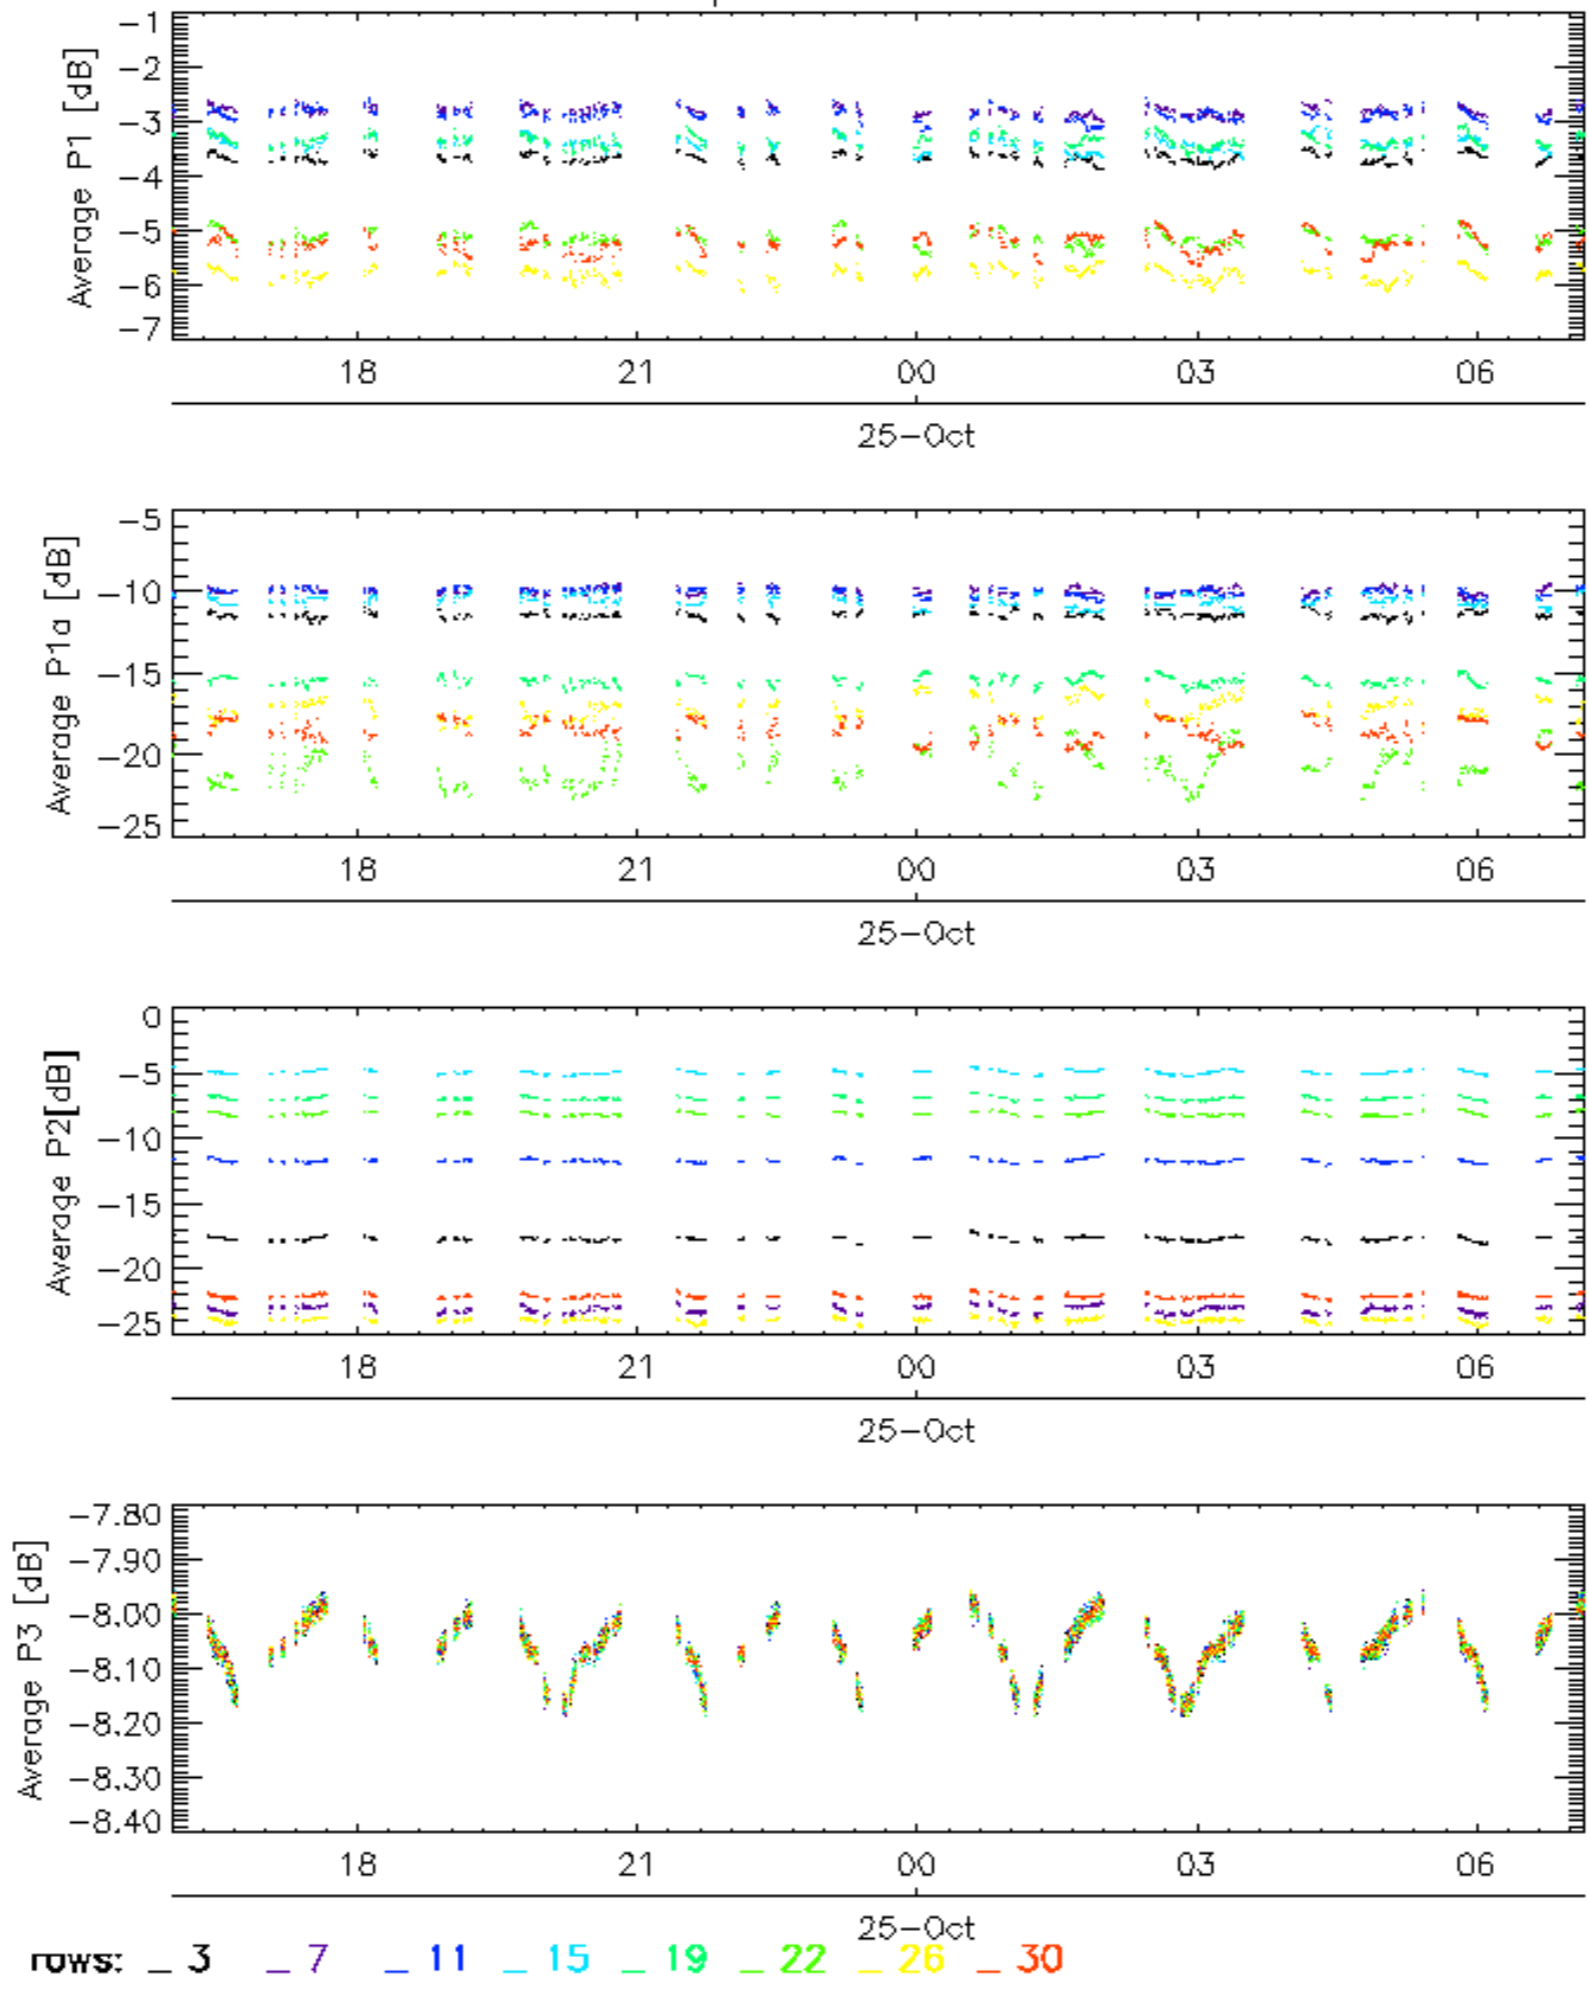 Average P1 [dB]
-1
-2
-3
-4
-5
-6
-7
18 21 00 03 06
25-Oct
Average P1a [dB]
-5
-10
-15
-20
-25
18 21 00 03 06
25-Oct
Average P2[dB]
0
-5
-10
-15
-20
-25
18 21 00 03 06
25-Oct
Average P3 [dB]
-7.80
-7.90
-8.00
-8.10
-8.20
-8.30
-8.40
18 21 00 03 06
25-Oct
rows: _ 3 _ 7 _ 11 _ 15 _ 19 _ 22 _ 26 _ 30